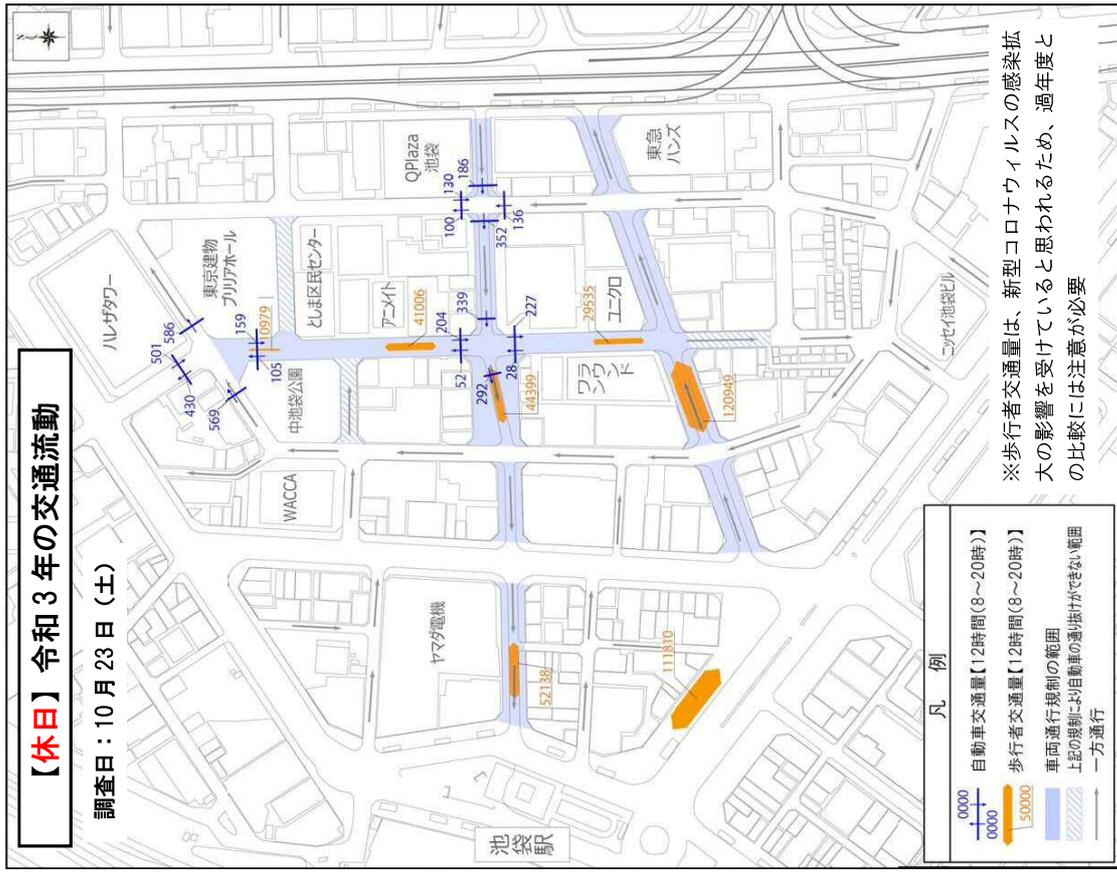 【休日】令和3年の交通流動
調査日：10月23日（土）
N
ハレザタワー
東京建物
ブリリアホール
としま区民センター
アニメイト
QPlaza
池袋
東急
ハンズ
中池袋公園
WACCA
ユニクロ
ラウンド
ワン
ヤマダ電機
ニッセイ池袋ビル
池袋
駅
501
586
430
569
159
10979
105
41006
204
52
339
227
292
28
44399
100
130
186
352
136
29535
120949
52138
111810
凡　例
0000
0000
自動車交通量【12時間(8～20時)】
50000
歩行者交通量【12時間(8～20時)】
車両通行規制の範囲
上記の規制により自動車の通り抜けができない範囲
一方通行
※歩行者交通量は、新型コロナウィルスの感染拡
大の影響を受けていると思われるため、過年度と
の比較には注意が必要